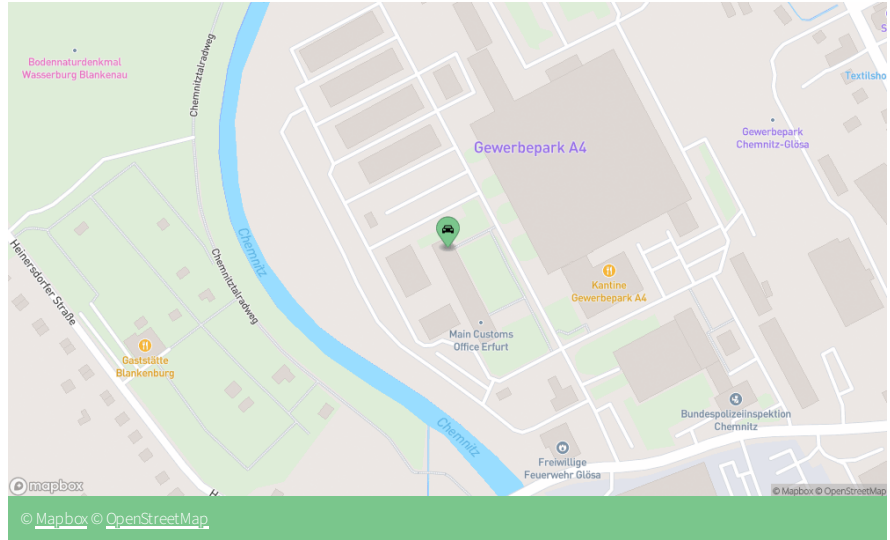 Bodennaturdenkmal
Wasserburg Blankenau
Chemnitztalradweg
Gewerbepark A4
Textilsho
Gewerbepark
Chemnitz-Glösa
Heinersdorfer Straße
Chemnitz
Chemnitztalradweg
Kantine
Gewerbepark A4
Main Customs
Office Erfurt
Gaststätte
Blankenburg
Bundespolizeiinspektion
Chemnitz
Chemnitz
Freiwillige
Feuerwehr Glösa
mapbox
© Mapbox © OpenStreetMap
© Mapbox © OpenStreetMap